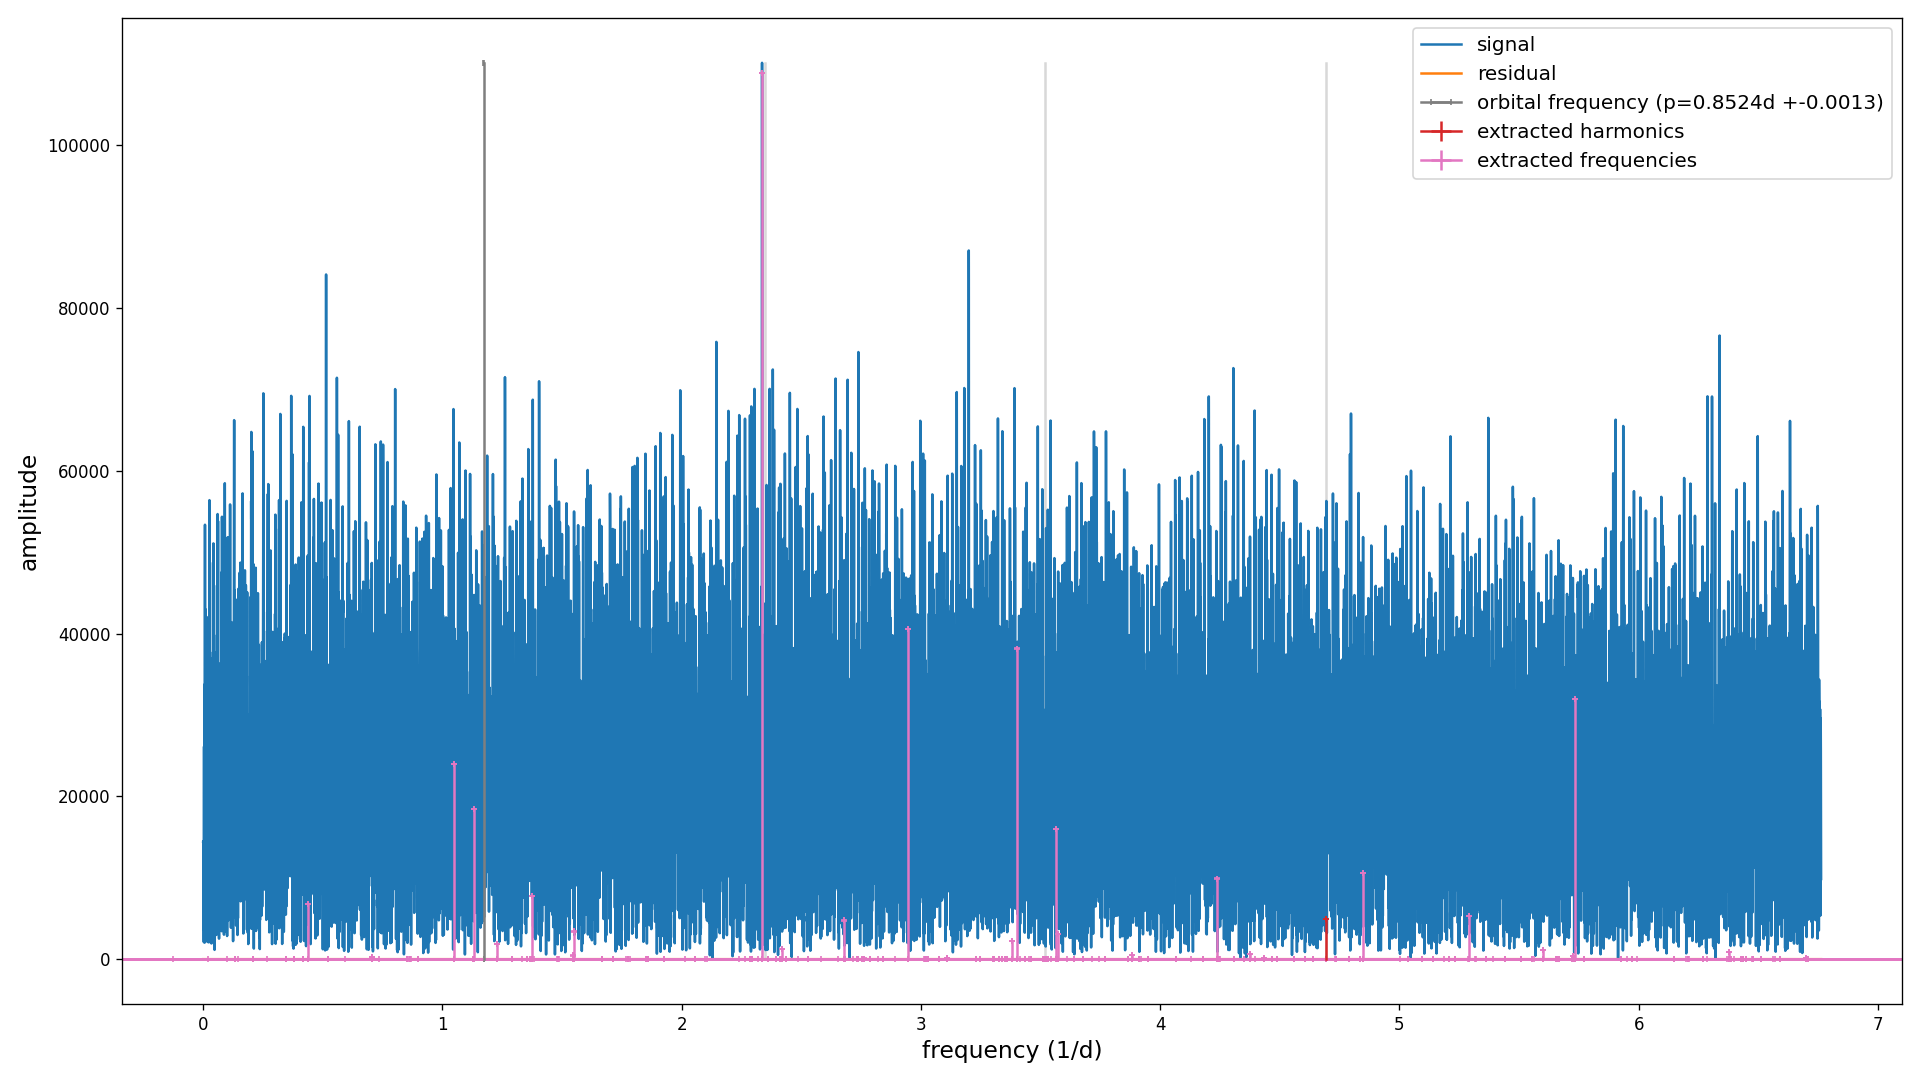 signal
residual
orbital frequency (p=0.8524d +-0.0013)
extracted harmonics
extracted frequencies
amplitude
100000
80000
60000
40000
20000
0
0 1 2 3 4 5 6 7
frequency (1/d)